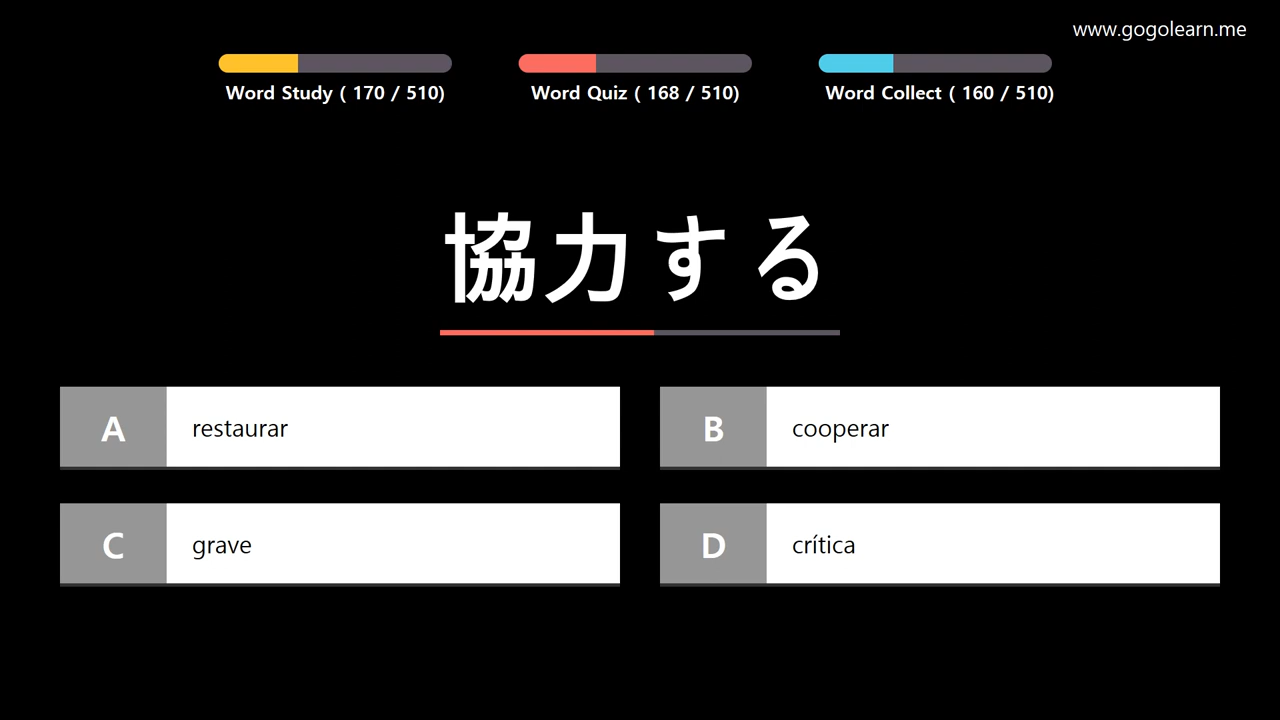 www.gogolearn.me
Word Study ( 170 / 510)
Word Quiz ( 168 / 510)
Word Collect ( 160 / 510)
協力する
A restaurar
B cooperar
C grave
D crítica